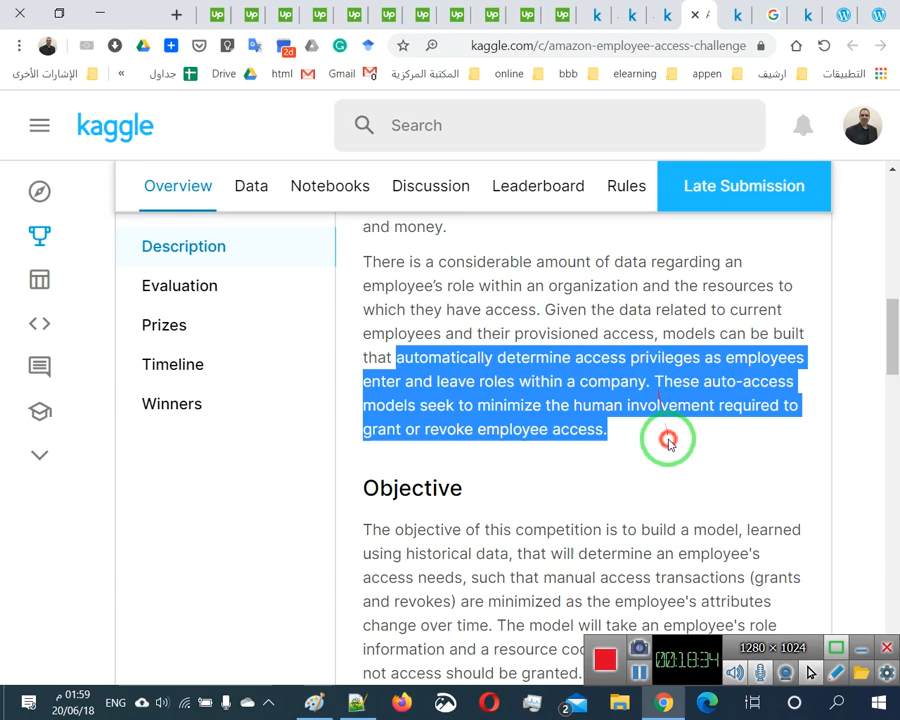 kaggle.com/c/amazon-employee-access-challenge
الإشارات الأخرى
»
جداول
Drive
html
Gmail
المكتبة المركزية
online
bbb
elearning
appen
ارشيف
التطبيقات
kaggle
Search
Overview
Data
Notebooks
Discussion
Leaderboard
Rules
Late Submission
Description
Evaluation
Prizes
Timeline
Winners
and money.
There is a considerable amount of data regarding an
employee’s role within an organization and the resources to
which they have access. Given the data related to current
employees and their provisioned access, models can be built
that automatically determine access privileges as employees
enter and leave roles within a company. These auto-access
models seek to minimize the human involvement required to
grant or revoke employee access.
Objective
The objective of this competition is to build a model, learned
using historical data, that will determine an employee's
access needs, such that manual access transactions (grants
and revokes) are minimized as the employee's attributes
change over time. The model will take an employee's role
information and a resource co
not access should be granted.
1280 × 1024
00:18:34
01:59 م
20/06/18
ENG
2